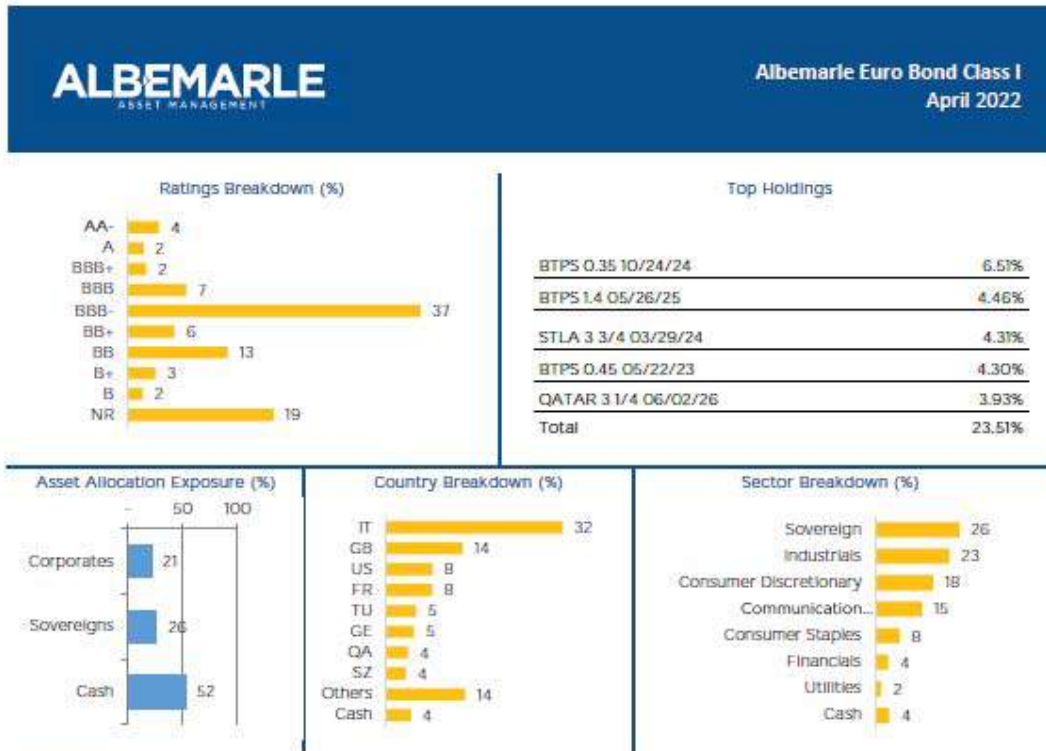 ALBEMARLE
ASSET MANAGEMENT
Albemarle Euro Bond Class I
April 2022
Ratings Breakdown (%)
AA- 4
A 2
BBB+ 2
BBB 7
BBB- 37
BB+ 6
BB 13
B+ 3
B 2
NR 19
Top Holdings
BTPS 0.35 10/24/24 6.51%
BTPS 1.4 05/26/25 4.46%
STLA 3 3/4 03/29/24 4.31%
BTPS 0.45 05/22/23 4.30%
QATAR 3 1/4 06/02/26 3.93%
Total 23.51%
Asset Allocation Exposure (%)
- 50 100
Corporates 21
Sovereigns 26
Cash 52
Country Breakdown (%)
IT 32
GB 14
US 8
FR 8
TU 5
GE 5
QA 4
SZ 4
Others 14
Cash 4
Sector Breakdown (%)
Sovereign 26
Industrials 23
Consumer Discretionary 18
Communication... 15
Consumer Staples 8
Financials 4
Utilities 2
Cash 4